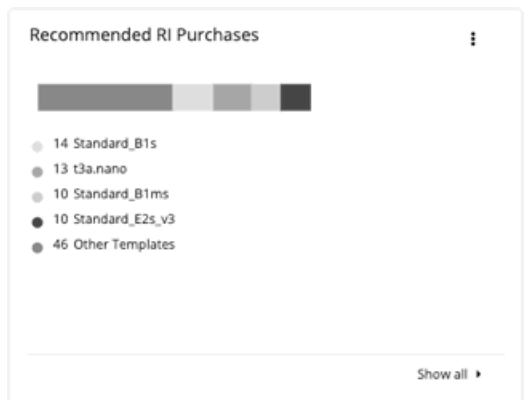 Recommended RI Purchases
14 Standard_B1s
13 t3a.nano
10 Standard_B1ms
10 Standard_E2s_v3
46 Other Templates
Show all